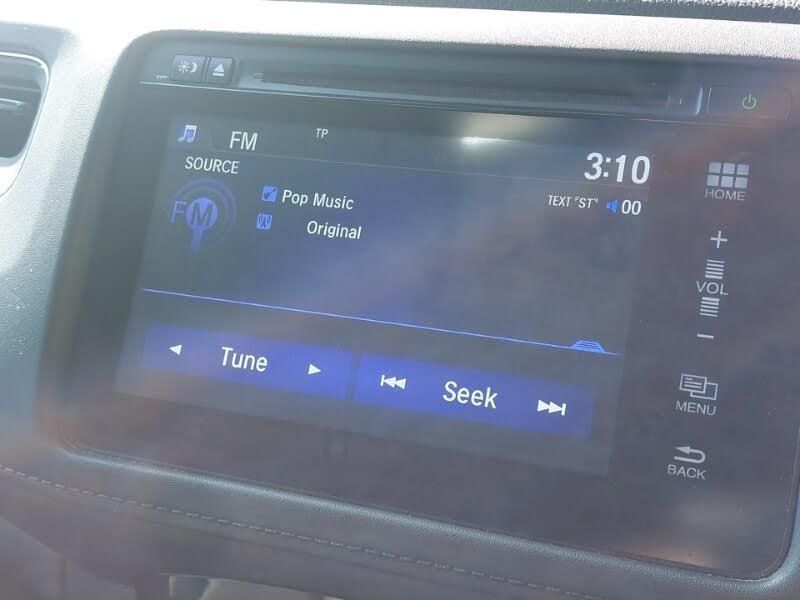 FM
TP
3:10
SOURCE
FM
Pop Music
TEXT "ST" 00
Original
Tune
Seek
HOME
+
VOL
-
MENU
BACK